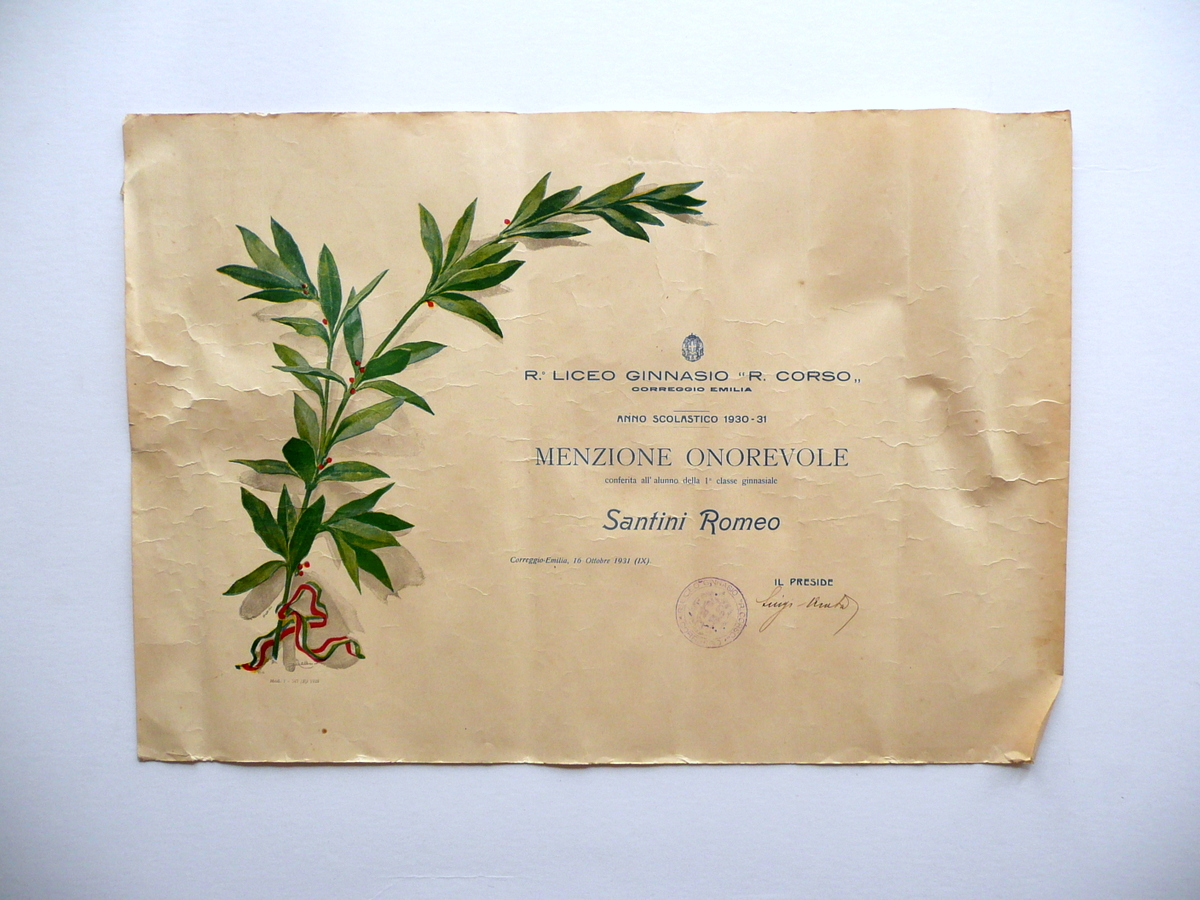 R.° LICEO GINNASIO "R. CORSO„
CORREGGIO EMILIA
ANNO SCOLASTICO 1930-31
MENZIONE ONOREVOLE
conferita all'alunno della 1ª classe ginnasiale
Santini Romeo
Correggio-Emilia, 16 Ottobre 1931 (IX)
IL PRESIDE
Luigi